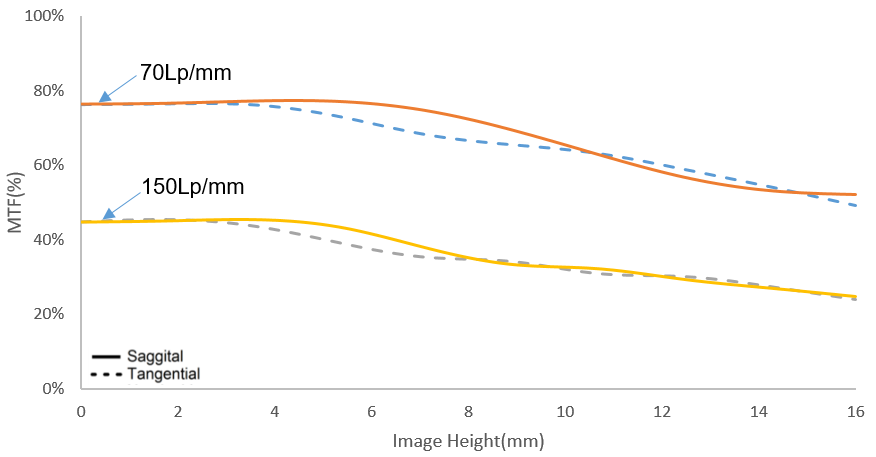 100%
80%
60%
40%
20%
0%
MTF(%)
70Lp/mm
150Lp/mm
Saggital
Tangential
0 2 4 6 8 10 12 14 16
Image Height(mm)